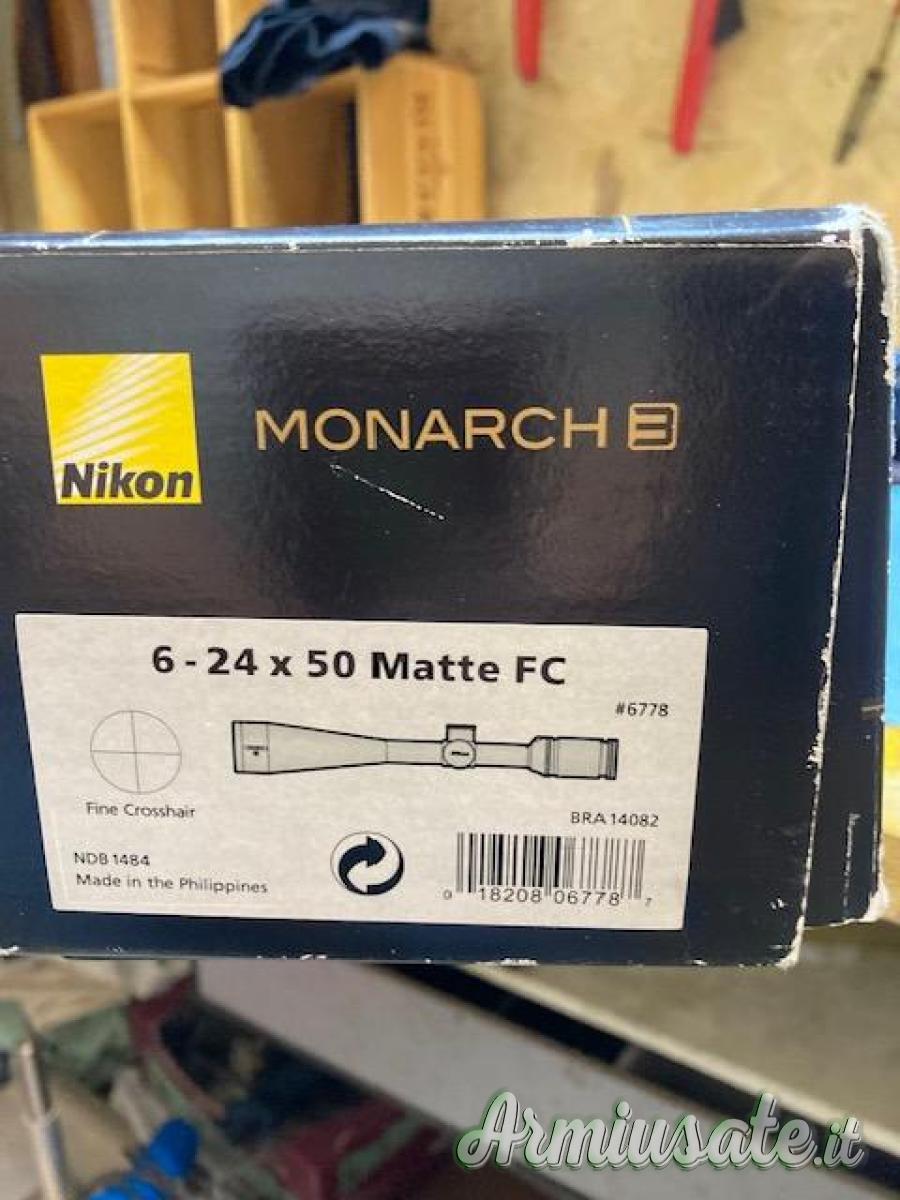 Nikon
MONARCH 3
6 - 24 x 50 Matte FC
#6778
Fine Crosshair
BRA 14082
NDB 1484
Made in the Philippines
0 18208 06778 7
Armiusate.it